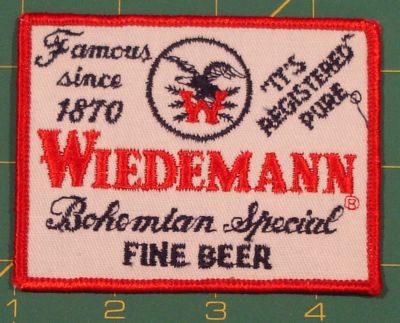 Famous
since
1870
W
"IT'S
REGISTERED"
PURE
WIEDEMANN®
Bohemian Special
FINE BEER
1 2 3 4